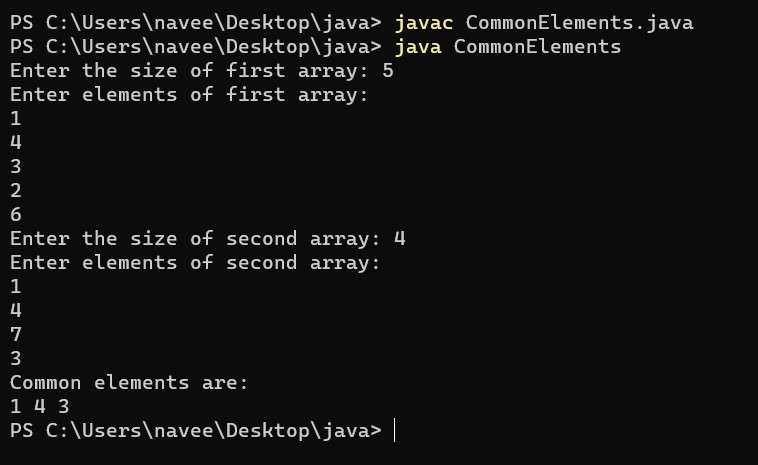 PS C:\Users\navee\Desktop\java> javac CommonElements.java
PS C:\Users\navee\Desktop\java> java CommonElements
Enter the size of first array: 5
Enter elements of first array:
1
4
3
2
6
Enter the size of second array: 4
Enter elements of second array:
1
4
7
3
Common elements are:
1 4 3
PS C:\Users\navee\Desktop\java>